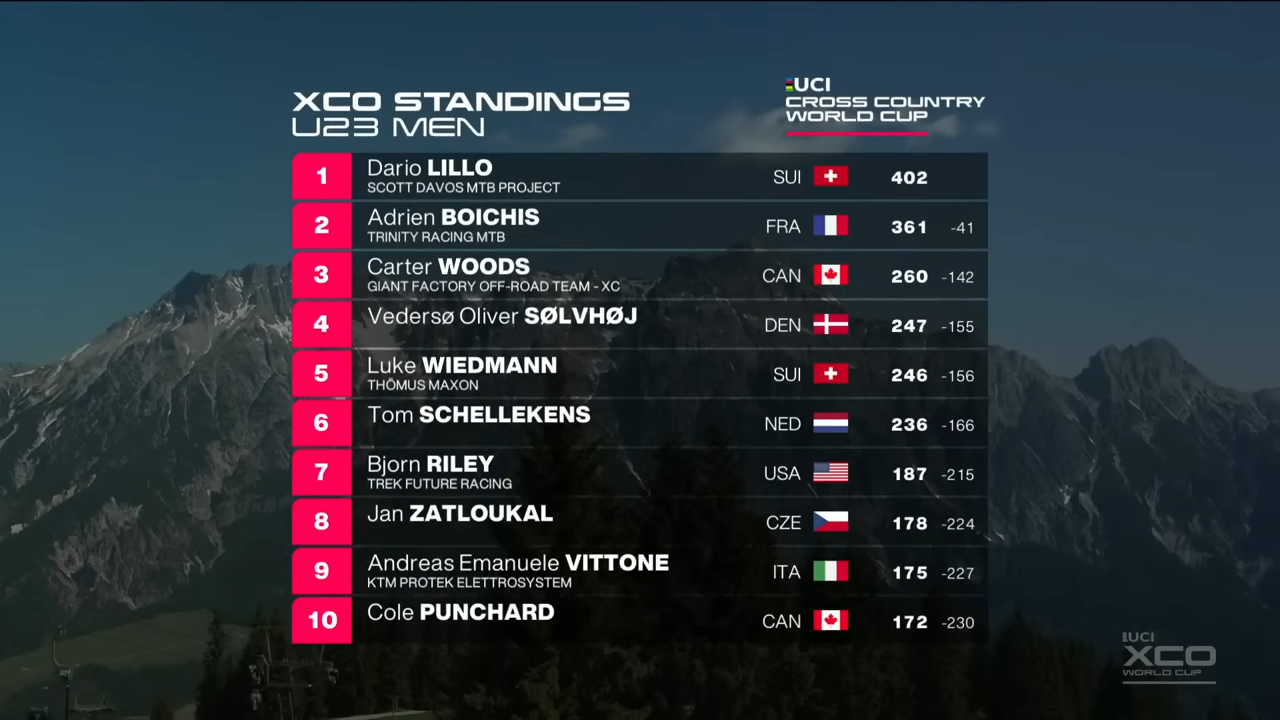 XCO STANDINGS
U23 MEN
UCI
CROSS COUNTRY
WORLD CUP
1 Dario LILLO SUI 402
SCOTT DAVOS MTB PROJECT
2 Adrien BOICHIS FRA 361 -41
TRINITY RACING MTB
3 Carter WOODS CAN 260 -142
GIANT FACTORY OFF-ROAD TEAM - XC
4 Vedersø Oliver SØLVHØJ DEN 247 -155
5 Luke WIEDMANN SUI 246 -156
THÖMUS MAXON
6 Tom SCHELLEKENS NED 236 -166
7 Bjorn RILEY USA 187 -215
TREK FUTURE RACING
8 Jan ZATLOUKAL CZE 178 -224
9 Andreas Emanuele VITTONE ITA 175 -227
KTM PROTEK ELETTROSYSTEM
10 Cole PUNCHARD CAN 172 -230
UCI
XCO
WORLD CUP